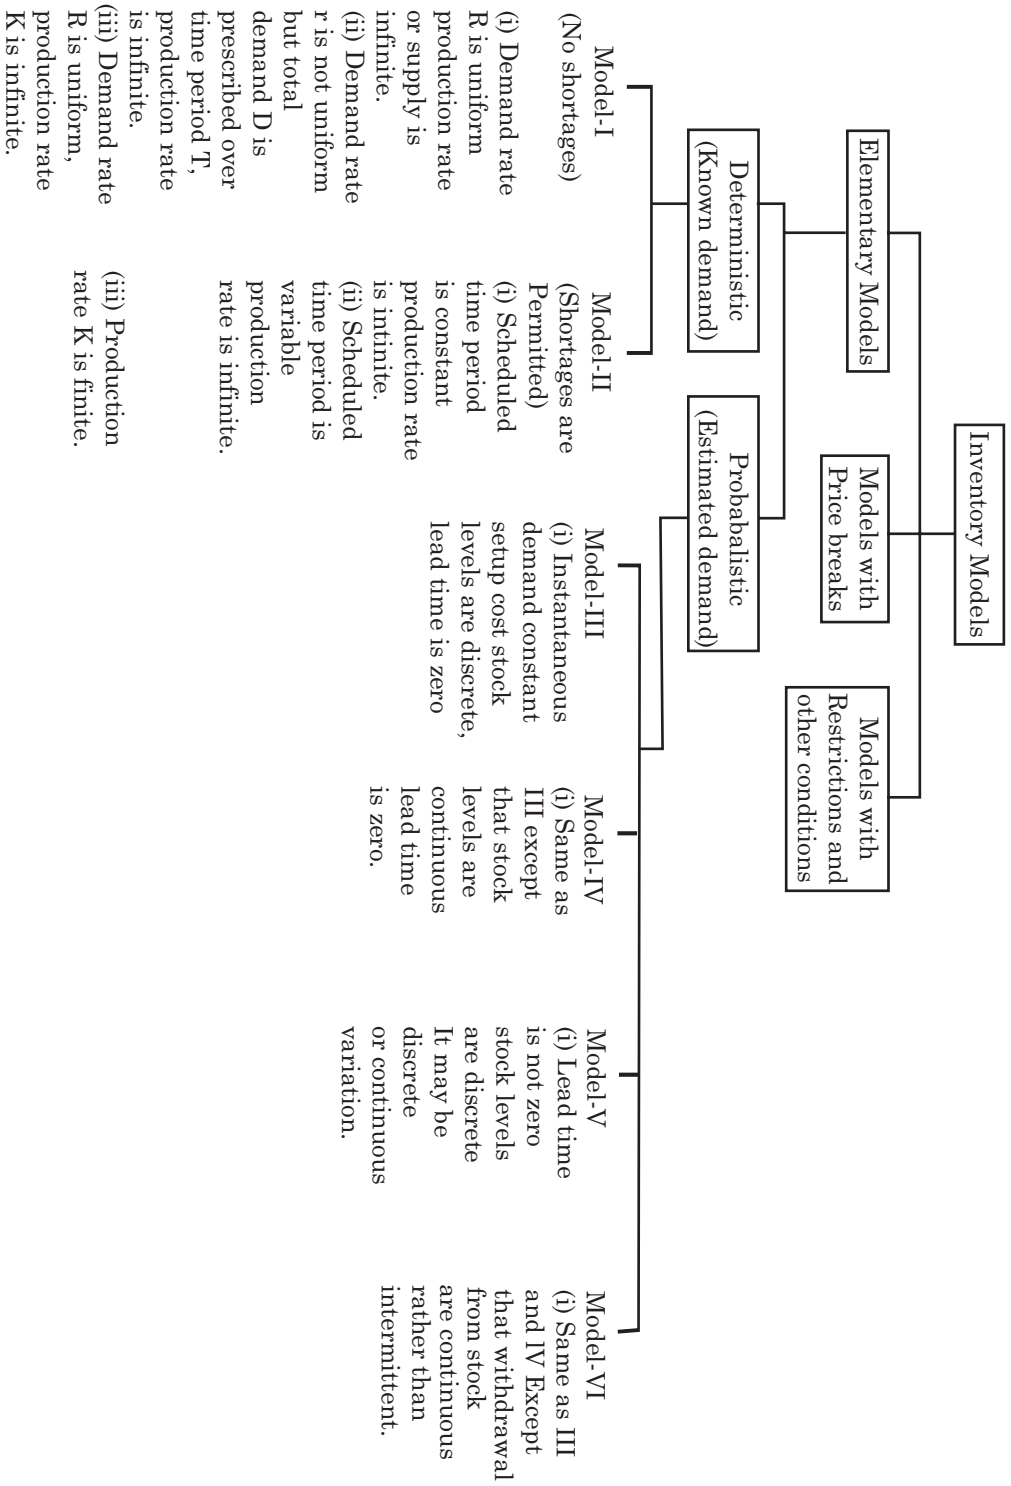 Inventory Models
Elementary Models
Models with
Price breaks
Models with
Restrictions and
other conditions
Deterministic
(Known demand)
Probabalistic
(Estimated demand)
Model-I
(No shortages)
(i) Demand rate
R is uniform
production rate
or supply is
infinite.
(ii) Demand rate
r is not uniform
but total
demand D is
prescribed over
time period T,
production rate
is infinite.
(iii) Demand rate
R is uniform,
production rate
K is infinite.
Model-II
(Shortages are
Permitted)
(i) Scheduled
time period
is constant
production rate
is intinite.
(ii) Scheduled
time period is
variable
production
rate is infinite.
(iii) Production
rate K is finite.
Model-III
(i) Instantaneous
demand constant
setup cost stock
levels are discrete,
lead time is zero
Model-IV
(i) Same as
III except
that stock
levels are
continuous
lead time
is zero.
Model-V
(i) Lead time
is not zero
stock levels
are discrete
It may be
discrete
or continuous
variation.
Model-VI
(i) Same as III
and lV Except
that withdrawal
from stock
are continuous
rather than
intermittent.